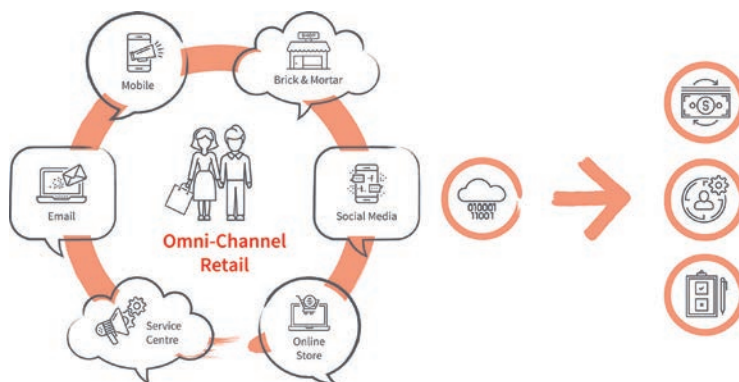 Mobile
Brick & Mortar
Email
Social Media
Omni-Channel
Retail
Service
Centre
Online
Store
010001
11001